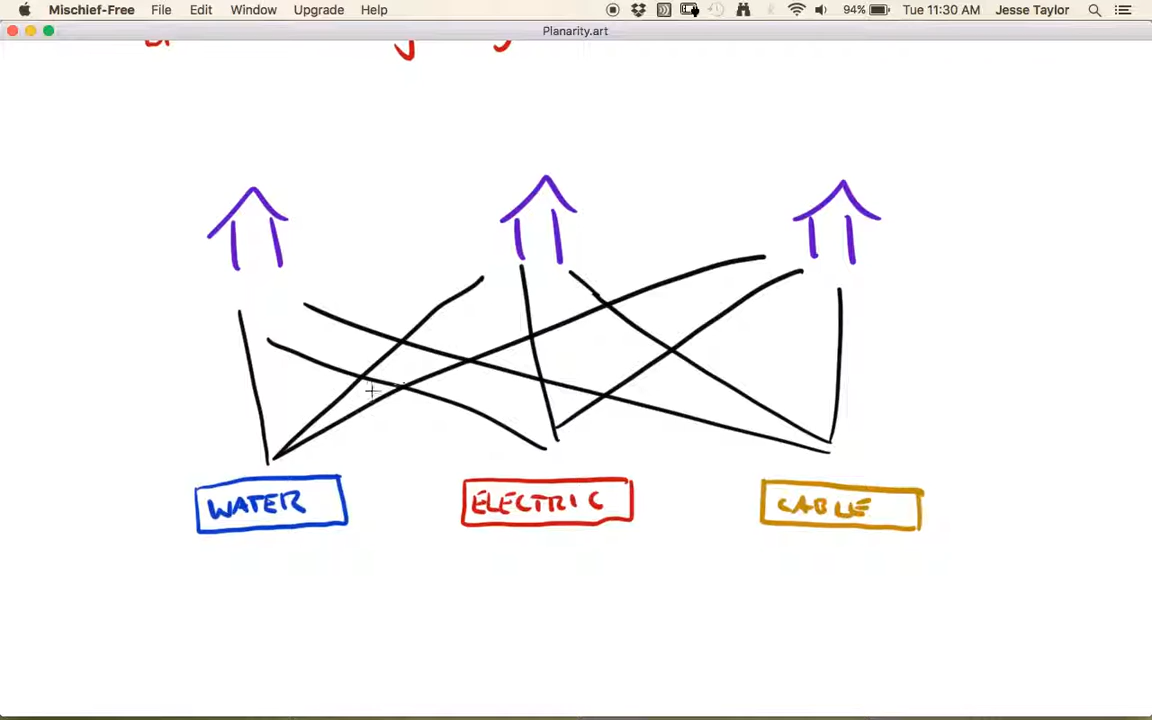 Mischief-Free File Edit Window Upgrade Help 94% Tue 11:30 AM Jesse Taylor
Planarity.art
WATER ELECTRIC CABLE